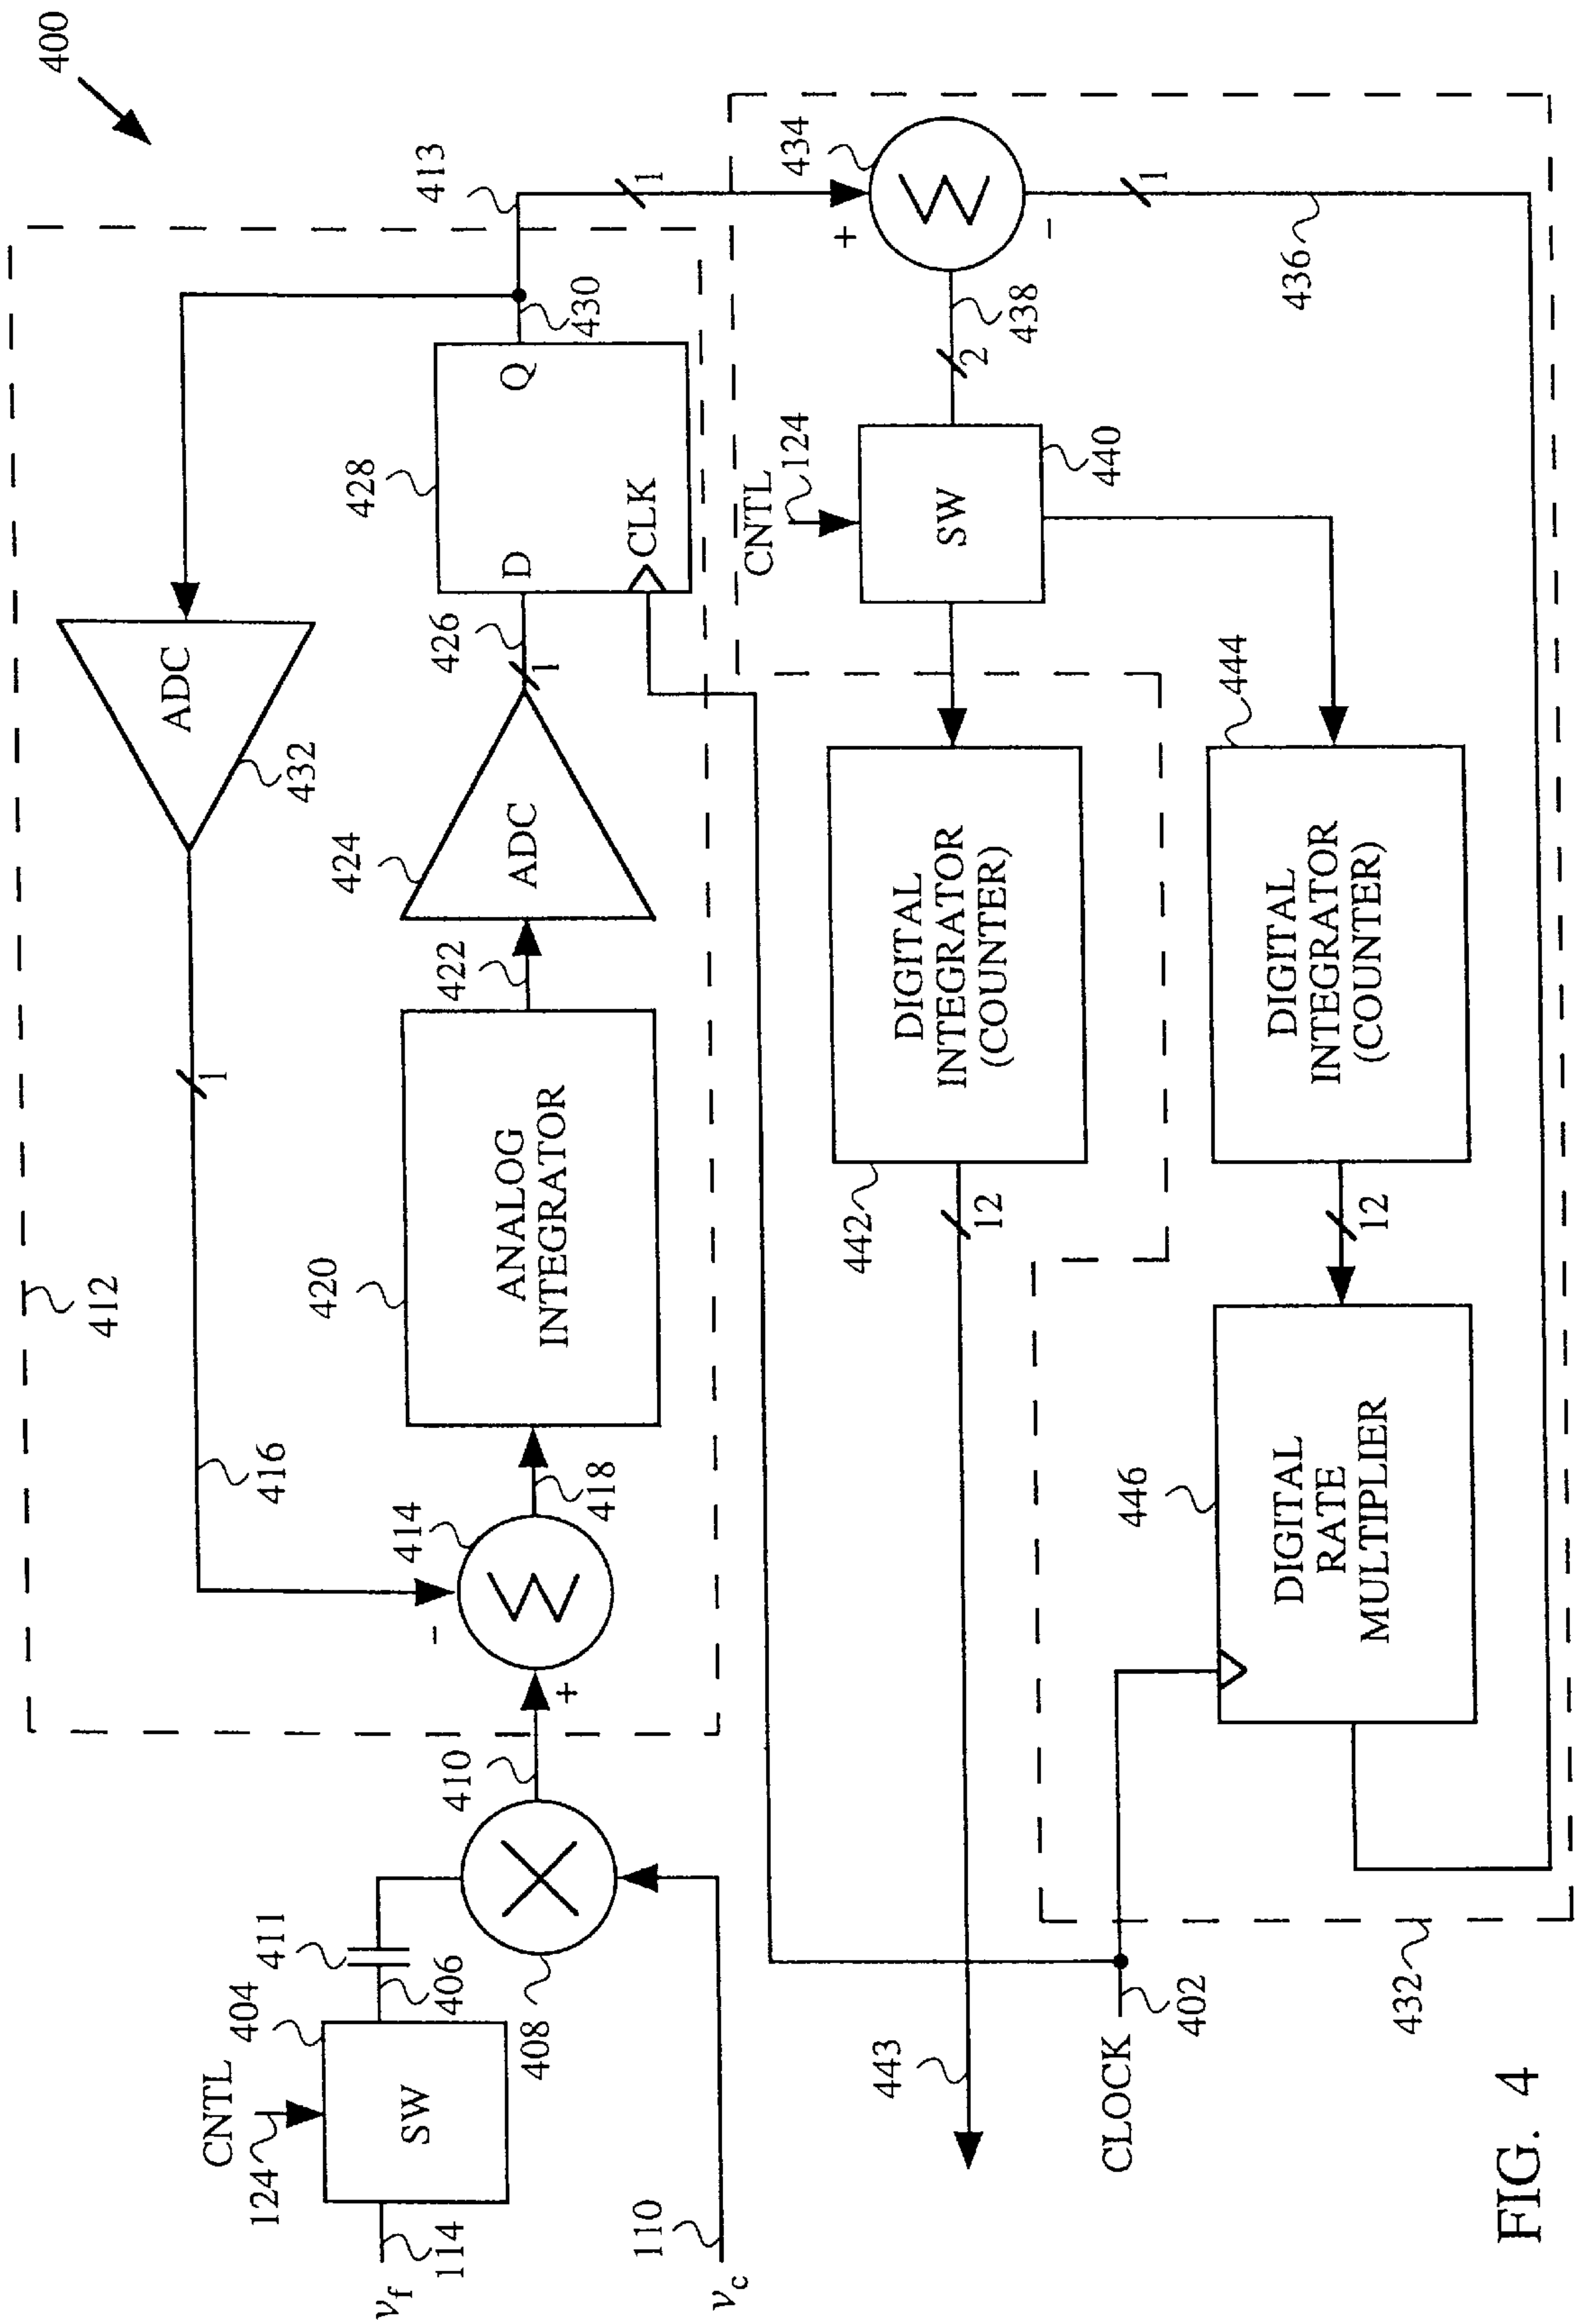 400
412
ADC
432
1
416
413
430
428
D
Q
CLK
426
1
424
ADC
422
420
ANALOG
INTEGRATOR
418
414
-
+
410
411
406
404
CNTL
124
SW
408
νf
114
110
νc
1
434
+
-
1
436
438
2
CNTL
124
SW
440
444
DIGITAL
INTEGRATOR
(COUNTER)
442
12
DIGITAL
INTEGRATOR
(COUNTER)
12
446
DIGITAL
RATE
MULTIPLIER
443
CLOCK
402
432
FIG. 4